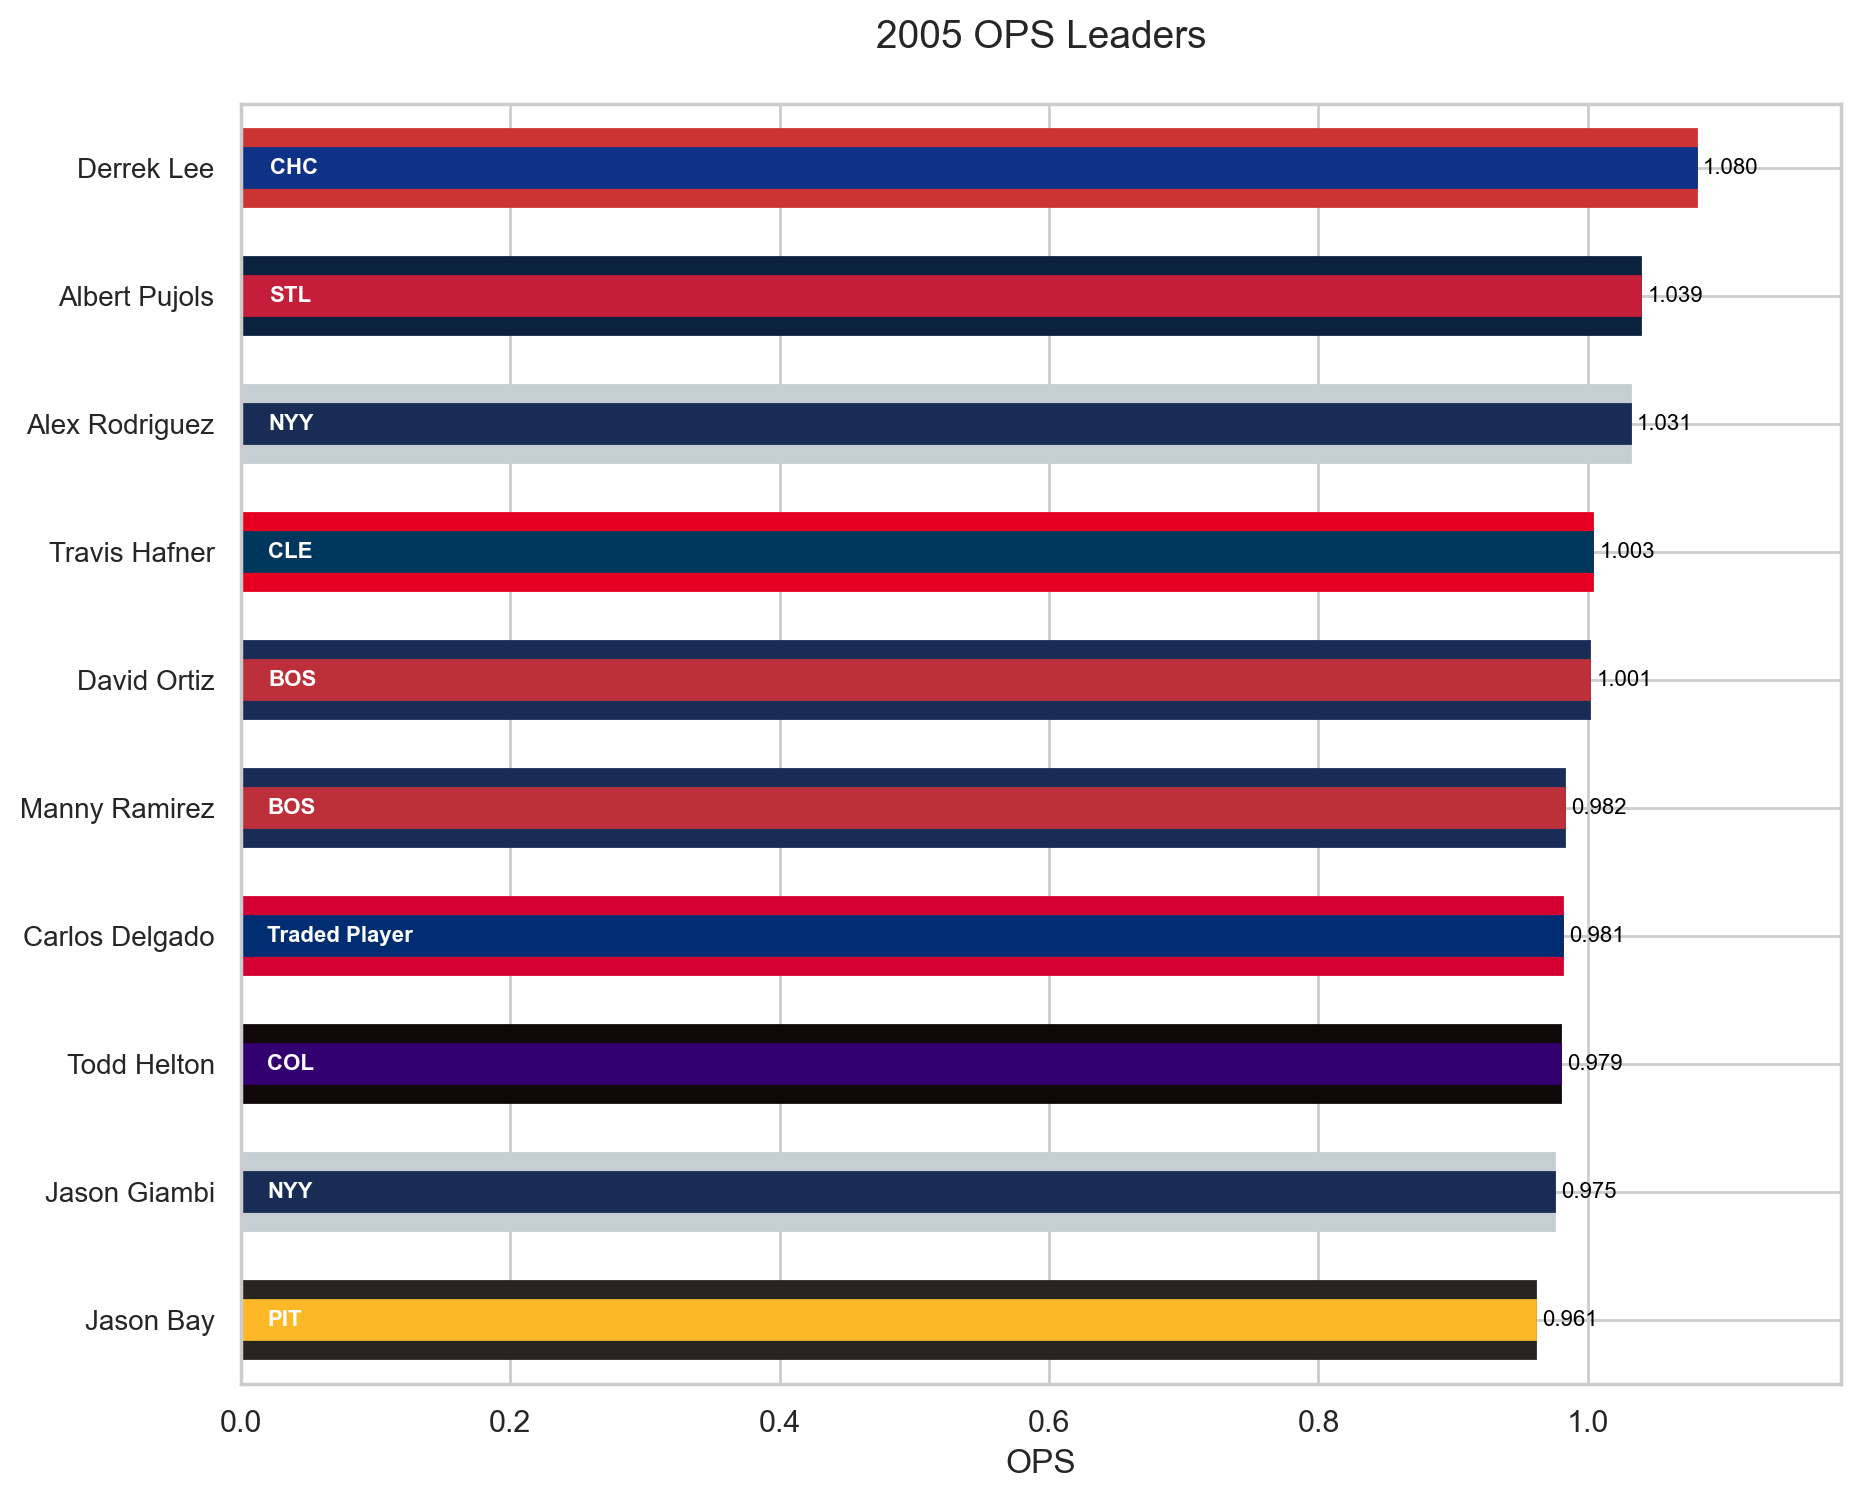 2005 OPS Leaders
Derrek Lee CHC 1.080
Albert Pujols STL 1.039
Alex Rodriguez NYY 1.031
Travis Hafner CLE 1.003
David Ortiz BOS 1.001
Manny Ramirez BOS 0.982
Carlos Delgado Traded Player 0.981
Todd Helton COL 0.979
Jason Giambi NYY 0.975
Jason Bay PIT 0.961
0.0 0.2 0.4 0.6 0.8 1.0
OPS